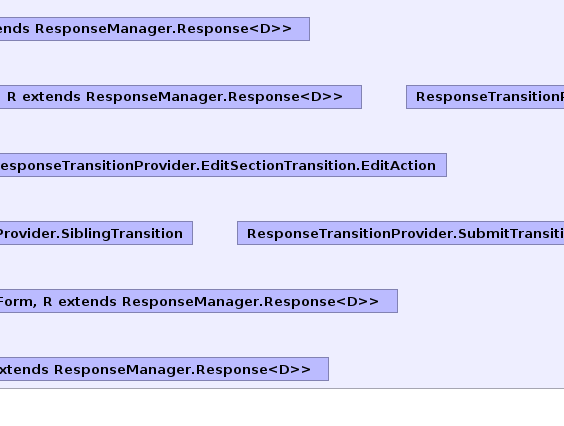 ends ResponseManager.Response<D>>
R extends ResponseManager.Response<D>> ResponseTransitionP
esponseTransitionProvider.EditSectionTransition.EditAction
Provider.SiblingTransition ResponseTransitionProvider.SubmitTransiti
Form, R extends ResponseManager.Response<D>>
xtends ResponseManager.Response<D>>